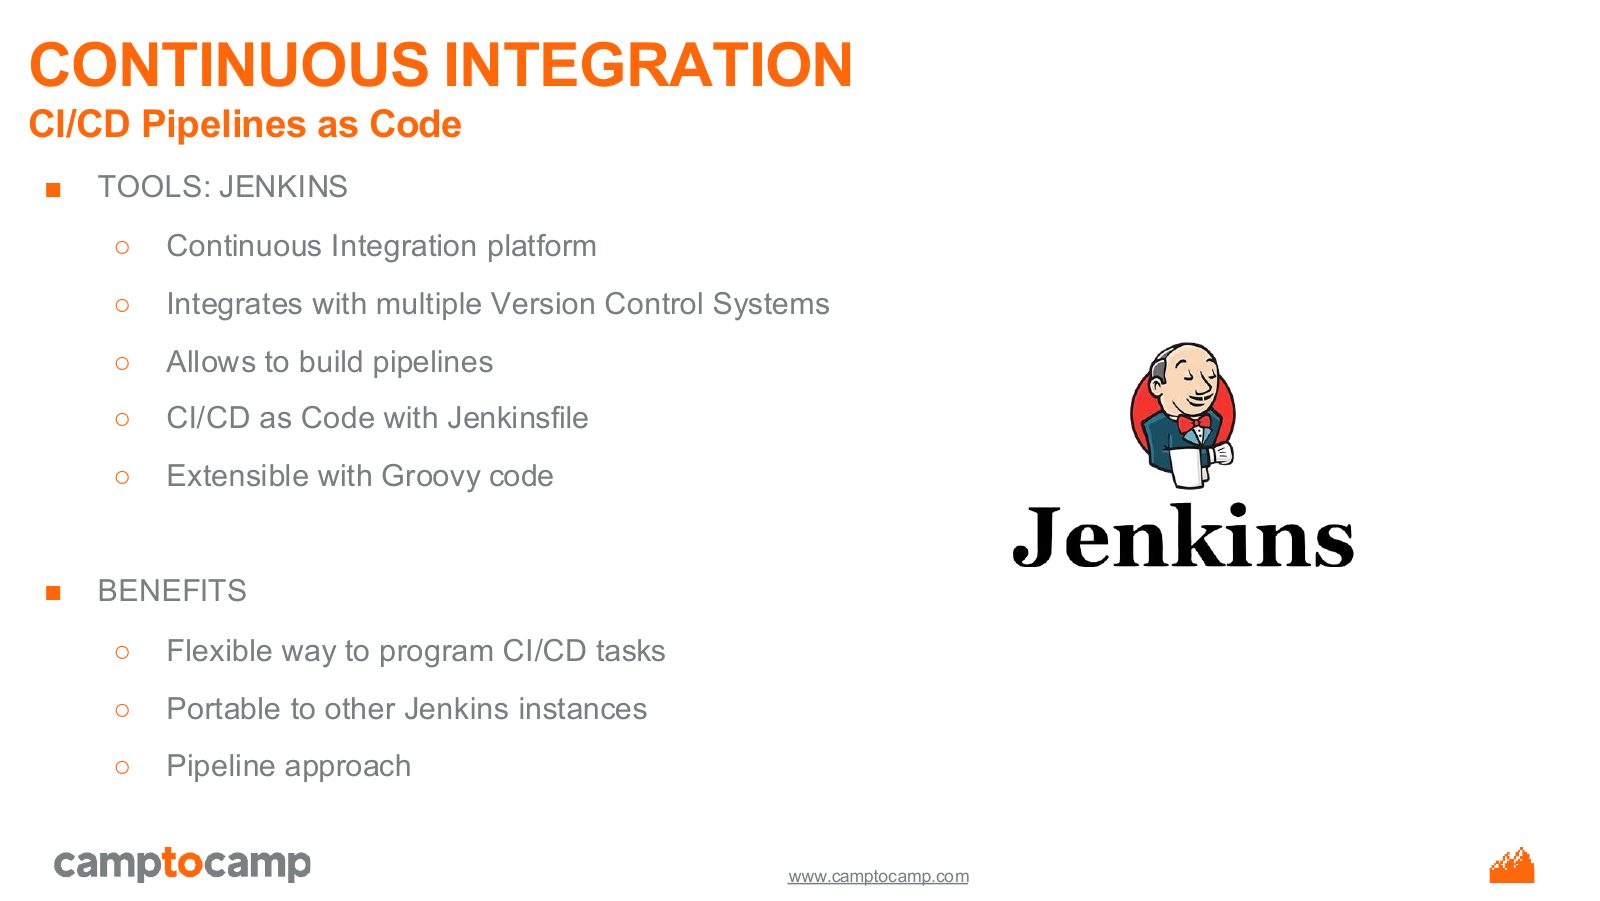 CONTINUOUS INTEGRATION
CI/CD Pipelines as Code
■ TOOLS: JENKINS
○ Continuous Integration platform
○ Integrates with multiple Version Control Systems
○ Allows to build pipelines
○ CI/CD as Code with Jenkinsfile
○ Extensible with Groovy code
Jenkins
■ BENEFITS
○ Flexible way to program CI/CD tasks
○ Portable to other Jenkins instances
○ Pipeline approach
camptocamp
www.camptocamp.com